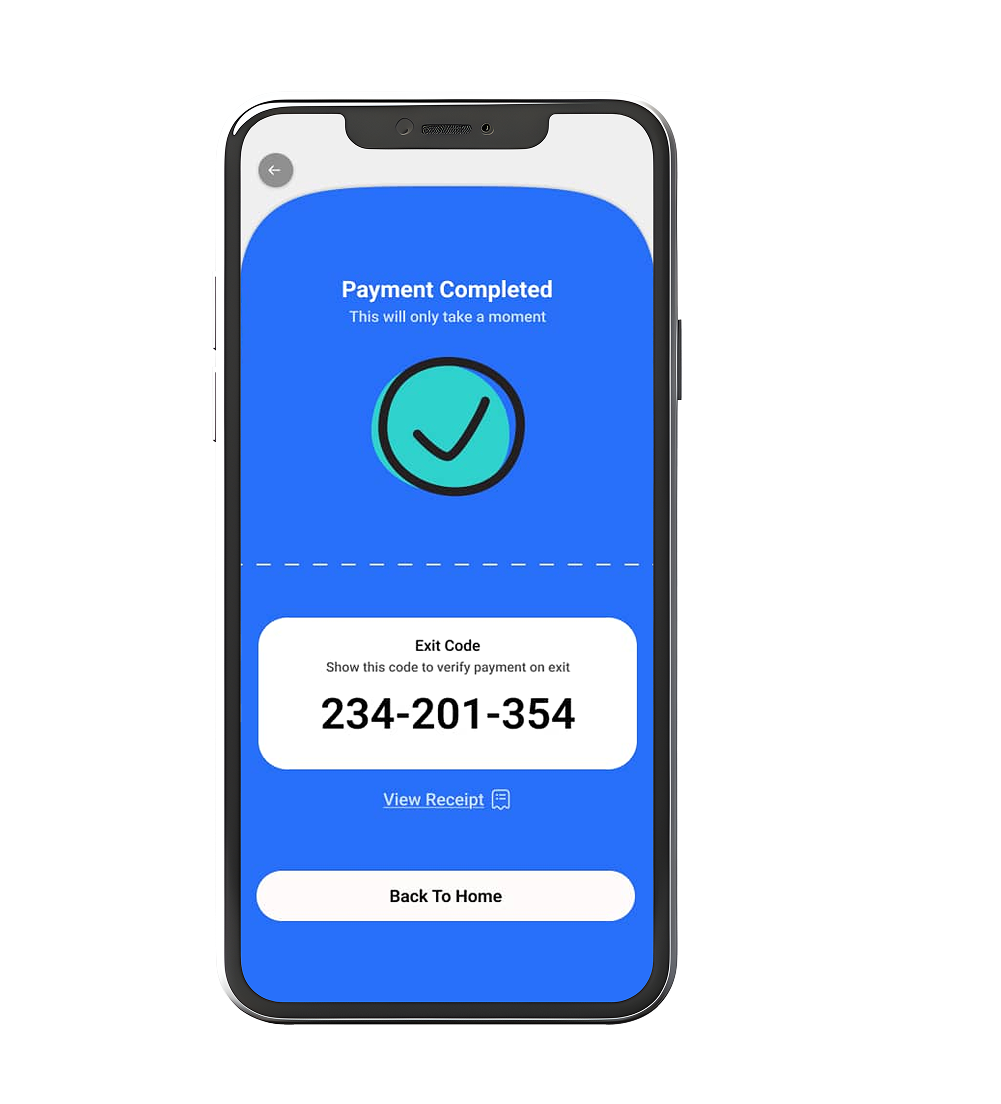 Payment Completed
This will only take a moment
Exit Code
Show this code to verify payment on exit
234-201-354
View Receipt
Back To Home